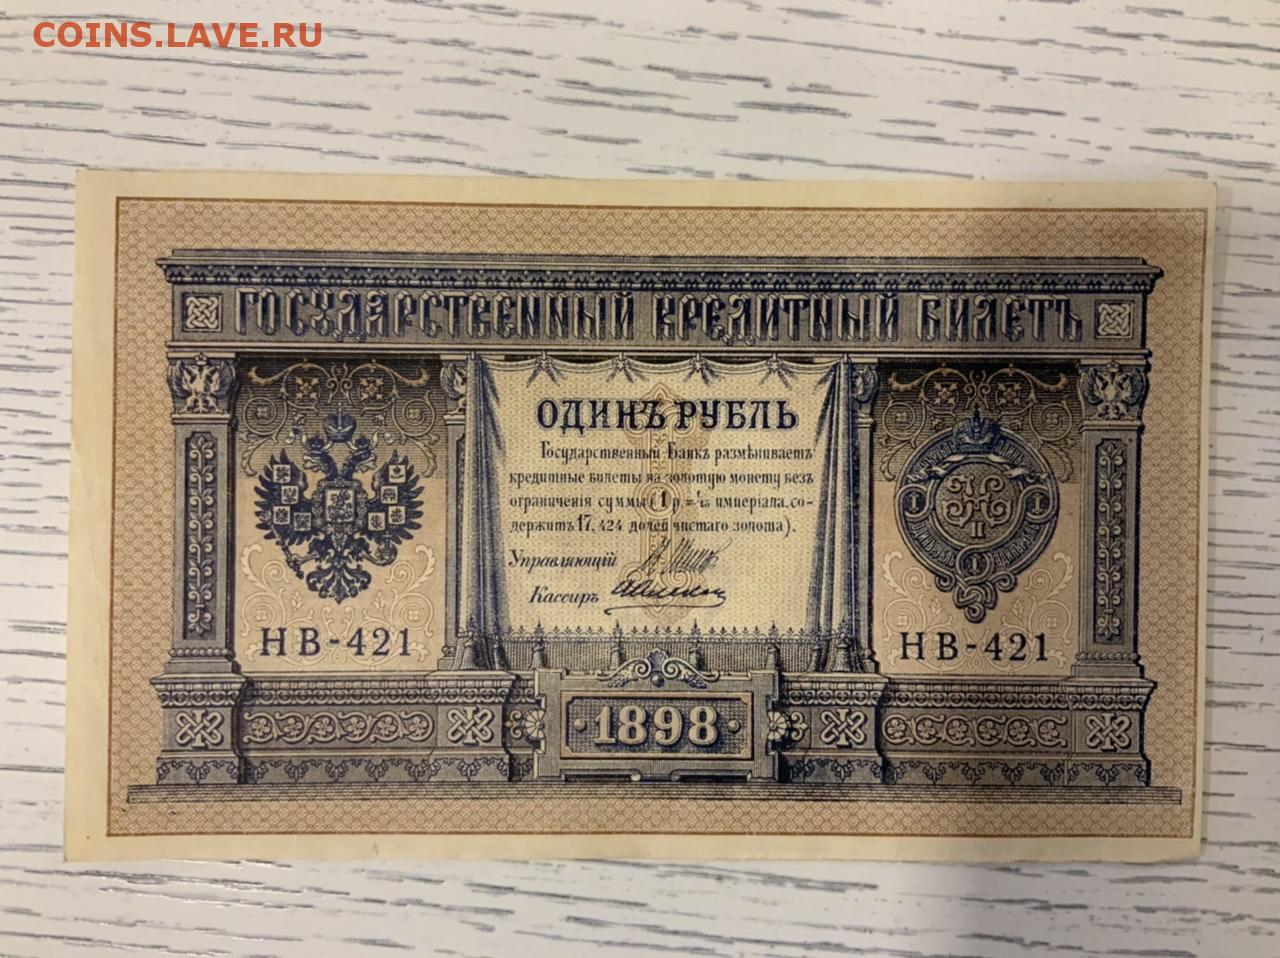 COINS.LAVE.RU
ГОСУДАРСТВЕННЫЙ КРЕДИТНЫЙ БИЛЕТЪ
ОДИНЪ РУБЛЬ
Государственный Банкъ размѣниваетъ
кредитные билеты на золотую монету безъ
ограниченія суммы (1 р. = 1/15 имперіала, со-
держитъ 17,424 долей чистаго золота).
Управляющій
Кассиръ
НВ-421
НВ-421
1898